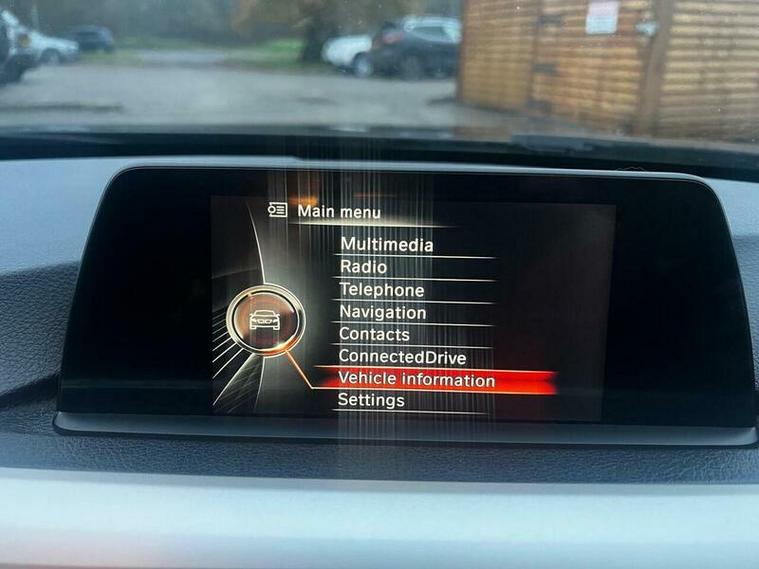 Main menu
Multimedia
Radio
Telephone
Navigation
Contacts
ConnectedDrive
Vehicle information
Settings